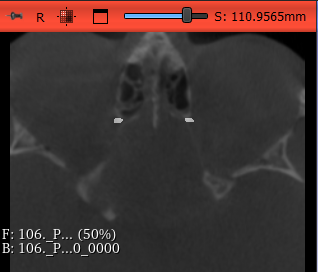 R
S: 110.9565mm
F: 106._P... (50%)
B: 106._P...0_0000